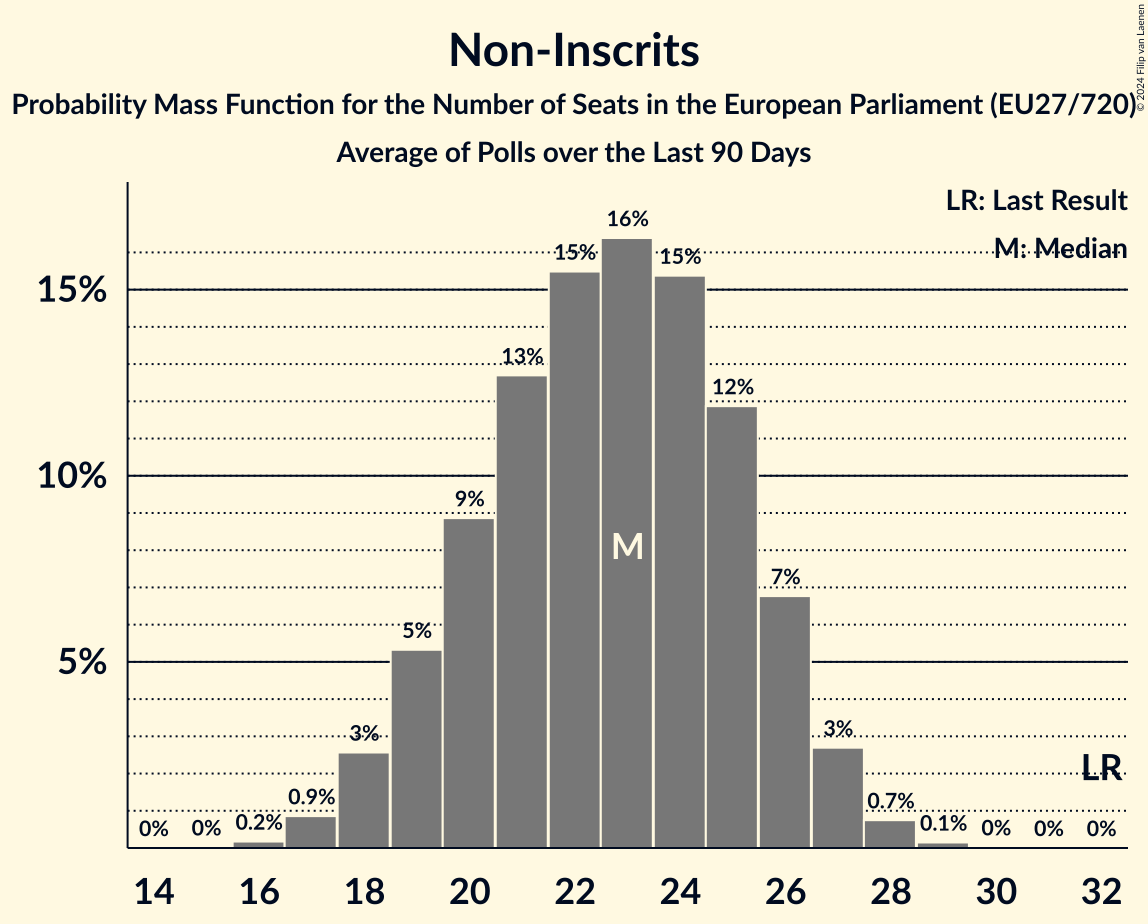 Non-Inscrits
Probability Mass Function for the Number of Seats in the European Parliament (EU27/720)
Average of Polls over the Last 90 Days
© 2024 Filip van Laenen
LR: Last Result
M: Median
16%
15%
15%
15%
13%
12%
10%
9%
M
7%
5%
5%
3%
3%
LR
0.9%
0.7%
0% 0% 0.2% 0.1% 0% 0% 0%
14 16 18 20 22 24 26 28 30 32